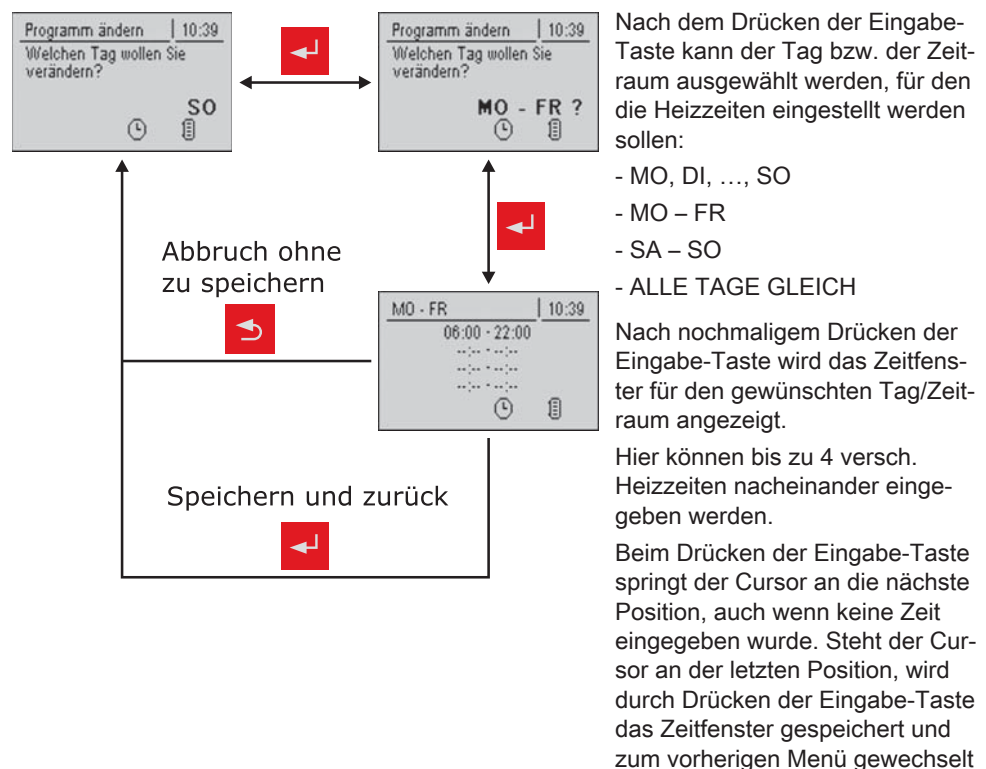 Programm ändern | 10:39
Welchen Tag wollen Sie
verändern?
SO
Programm ändern | 10:39
Welchen Tag wollen Sie
verändern?
MO - FR ?
Abbruch ohne
zu speichern
MO - FR | 10:39
06:00 - 22:00
--:-- - --:--
--:-- - --:--
--:-- - --:--
Speichern und zurück
Nach dem Drücken der Eingabe-
Taste kann der Tag bzw. der Zeit-
raum ausgewählt werden, für den
die Heizzeiten eingestellt werden
sollen:
- MO, DI, …, SO
- MO – FR
- SA – SO
- ALLE TAGE GLEICH
Nach nochmaligem Drücken der
Eingabe-Taste wird das Zeitfens-
ter für den gewünschten Tag/Zeit-
raum angezeigt.
Hier können bis zu 4 versch.
Heizzeiten nacheinander einge-
geben werden.
Beim Drücken der Eingabe-Taste
springt der Cursor an die nächste
Position, auch wenn keine Zeit
eingegeben wurde. Steht der Cur-
sor an der letzten Position, wird
durch Drücken der Eingabe-Taste
das Zeitfenster gespeichert und
zum vorherigen Menü gewechselt